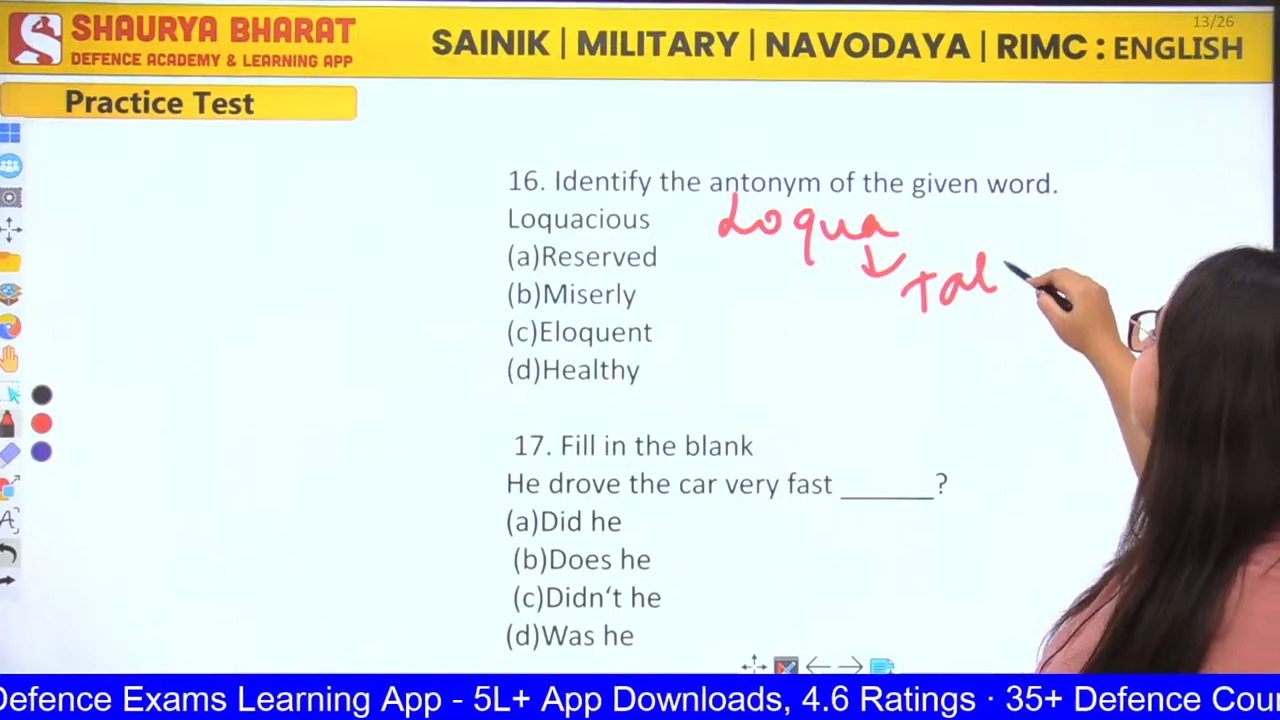 13/26
SHAURYA BHARAT
DEFENCE ACADEMY & LEARNING APP
SAINIK | MILITARY | NAVODAYA | RIMC : ENGLISH
Practice Test
16. Identify the antonym of the given word.
Loquacious
Loqua
(a)Reserved
Tal
(b)Miserly
(c)Eloquent
(d)Healthy
17. Fill in the blank
He drove the car very fast ______?
(a)Did he
(b)Does he
(c)Didn‘t he
(d)Was he
Defence Exams Learning App - 5L+ App Downloads, 4.6 Ratings · 35+ Defence Cou